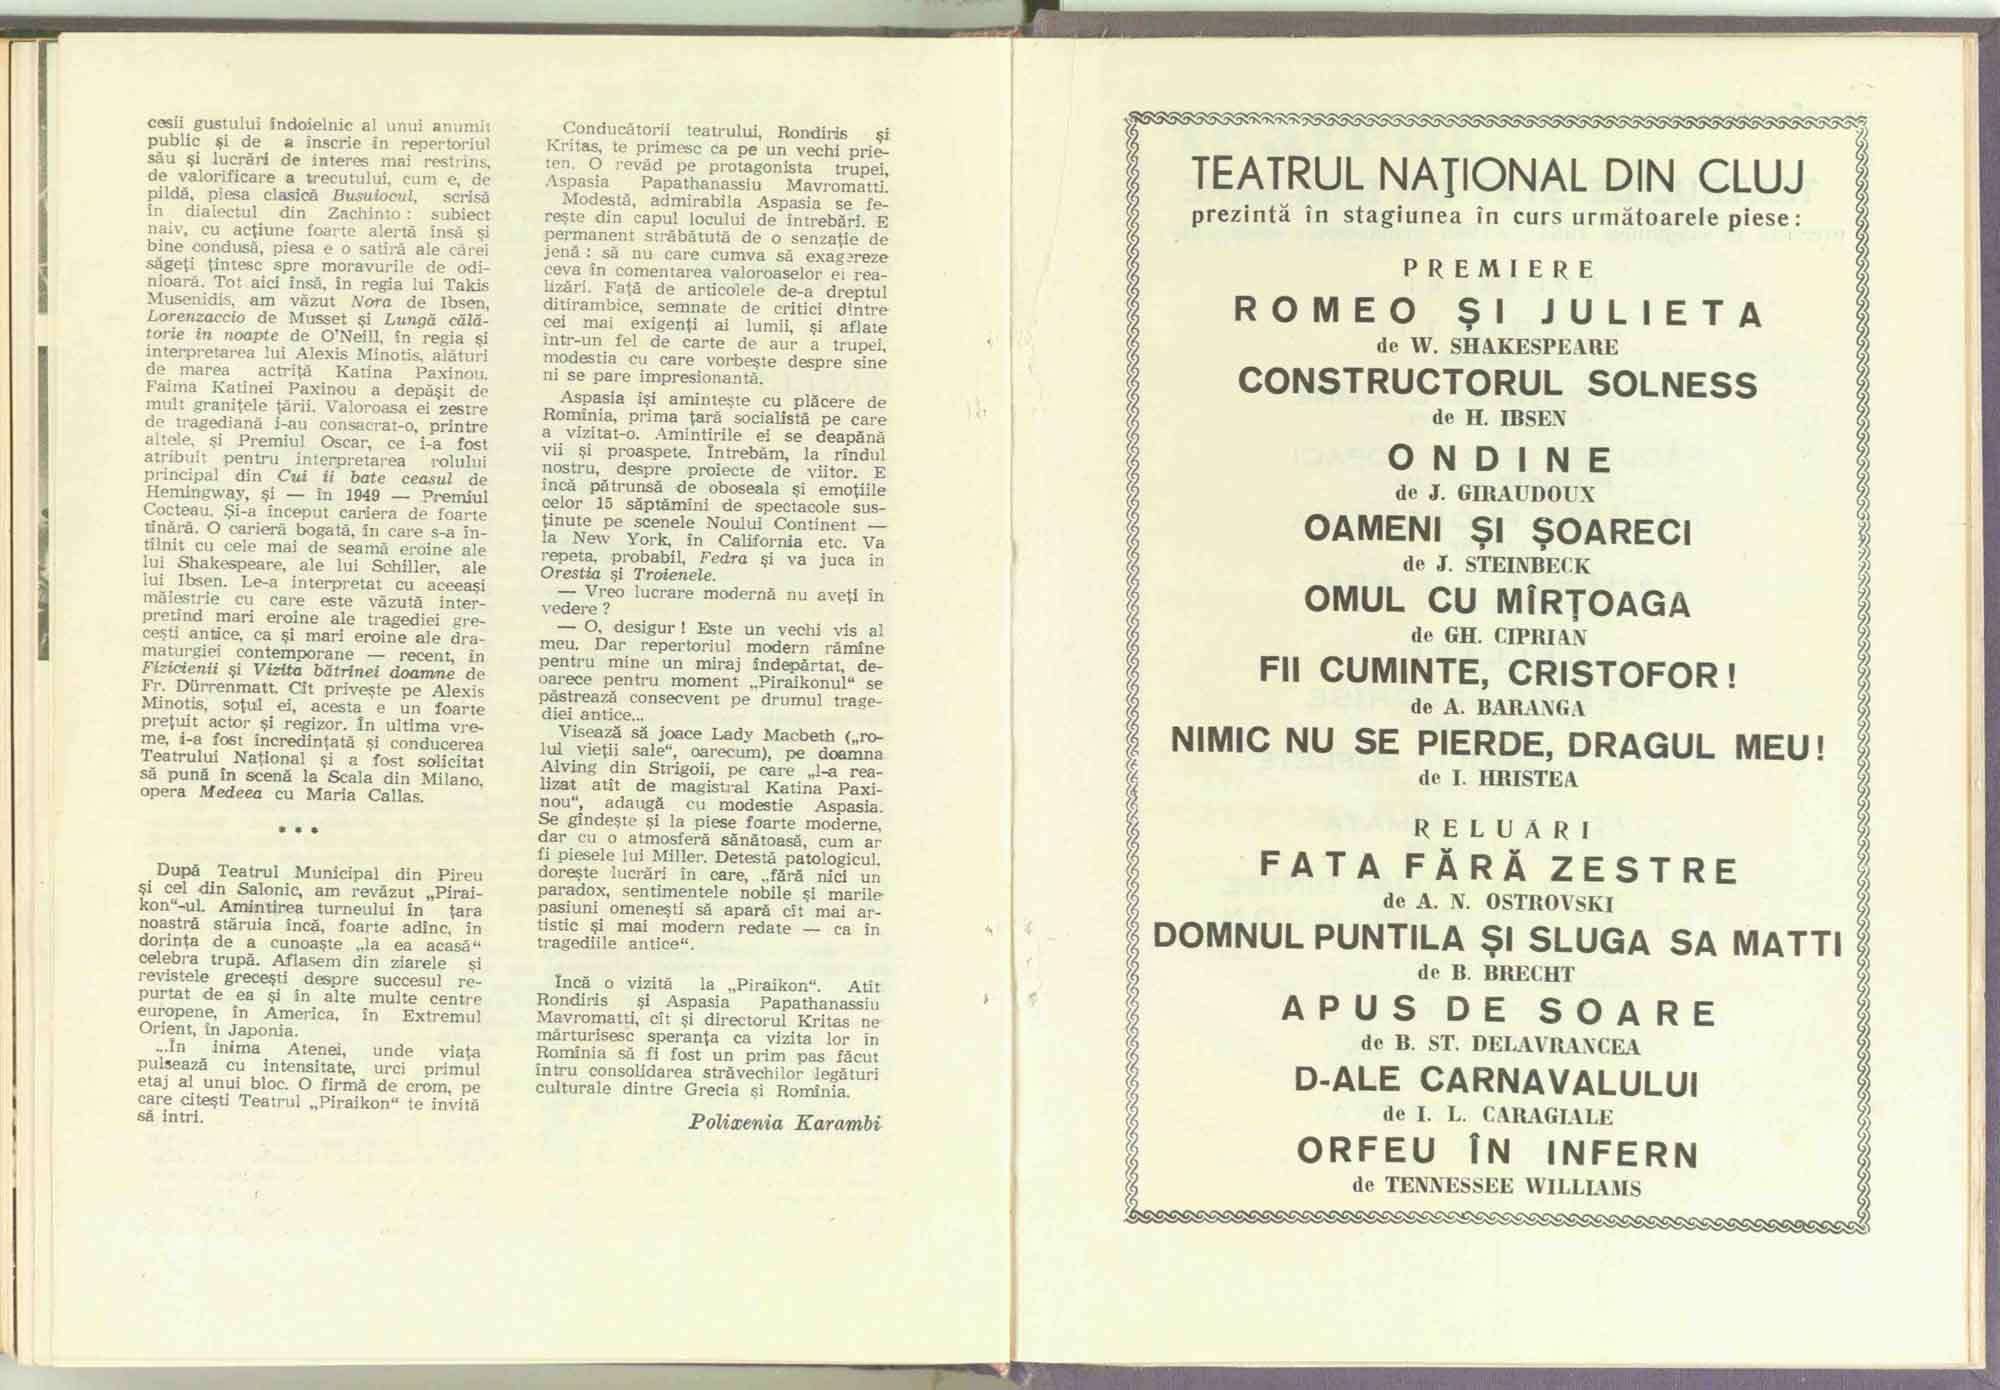 cesii gustului îndoielnic al unui anumit
public și de a înscrie în repertoriul
său și lucrări de interes mai restrîns,
de valorificare a trecutului, cum e, de
pildă, piesa clasică Busuiocul, scrisă
în dialectul din Zachinto : subiect
naiv, cu acțiune foarte alertă însă și
bine condusă, piesa e o satiră ale cărei
săgeți țintesc spre moravurile de odi-
nioară. Tot aici însă, în regia lui Takis
Musenidis, am văzut Nora de Ibsen,
Lorenzaccio de Musset și Lungă călă-
torie în noapte de O'Neill, în regia și
interpretarea lui Alexis Minotis, alături
de marea actriță Katina Paxinou.
Faima Katinei Paxinou a depășit de
mult granițele țării. Valoroasa ei zestre
de tragediană i-au consacrat-o, printre
altele, și Premiul Oscar, ce i-a fost
atribuit pentru interpretarea rolului
principal din Cui îi bate ceasul de
Hemingway, și — în 1949 — Premiul
Cocteau. Și-a început cariera de foarte
tînără. O carieră bogată, în care s-a în-
tîlnit cu cele mai de seamă eroine ale
lui Shakespeare, ale lui Schiller, ale
lui Ibsen. Le-a interpretat cu aceeași
măiestrie cu care este văzută inter-
pretind mari eroine ale tragediei gre-
cești antice, ca și mari eroine ale dra-
maturgiei contemporane — recent, în
Fizicienii și Vizita bătrînei doamne de
Fr. Dürrenmatt. Cît privește pe Alexis
Minotis, soțul ei, acesta e un foarte
prețuit actor și regizor. În ultima vre-
me, i-a fost încredințată și conducerea
Teatrului Național și a fost solicitat
să pună în scenă la Scala din Milano,
opera Medeea cu Maria Callas.
* * *
După Teatrul Municipal din Pireu
și cel din Salonic, am revăzut „Pirai-
kon“-ul. Amintirea turneului în țara
noastră stăruia încă, foarte adînc, în
dorința de a cunoaște „la ea acasă“
celebra trupă. Aflasem din ziarele și
revistele grecești despre succesul re-
purtat de ea și în alte multe centre
europene, în America, în Extremul
Orient, în Japonia.
...În inima Atenei, unde viața
pulsează cu intensitate, urci primul
etaj al unui bloc. O firmă de crom, pe
care citești Teatrul „Piraikon“ te invită
să intri.
Conducătorii teatrului, Rondiris și
Kritas, te primesc ca pe un vechi prie-
ten. O revăd pe protagonista trupei,
Aspasia Papathanassiu Mavromatti.
Modestă, admirabila Aspasia se fe-
rește din capul locului de întrebări. E
permanent străbătută de o senzație de
jenă : să nu care cumva să exagereze
ceva în comentarea valoroaselor ei rea-
lizări. Față de articolele de-a dreptul
ditirambice, semnate de critici dintre
cei mai exigenți ai lumii, și aflate
într-un fel de carte de aur a trupei,
modestia cu care vorbește despre sine
ni se pare impresionantă.
Aspasia își amintește cu plăcere de
Romînia, prima țară socialistă pe care
a vizitat-o. Amintirile ei se deapănă
vii și proaspete. Întrebăm, la rîndul
nostru, despre proiecte de viitor. E
încă pătrunsă de oboseala și emoțiile
celor 15 săptămîni de spectacole sus-
ținute pe scenele Noului Continent —
la New York, în California etc. Va
repeta, probabil, Fedra și va juca în
Orestia și Troienele.
— Vreo lucrare modernă nu aveți în
vedere ?
— O, desigur ! Este un vechi vis al
meu. Dar repertoriul modern rămîne
pentru mine un miraj îndepărtat, de-
oarece pentru moment „Piraikonul“ se
păstrează consecvent pe drumul trage-
diei antice...
Visează să joace Lady Macbeth („ro-
lul vieții sale“, oarecum), pe doamna
Alving din Strigoii, pe care „l-a rea-
lizat atît de magistral Katina Paxi-
nou“, adaugă cu modestie Aspasia.
Se gîndește și la piese foarte moderne,
dar cu o atmosferă sănătoasă, cum ar
fi piesele lui Miller. Detestă patologicul,
dorește lucrări în care, „fără nici un
paradox, sentimentele nobile și marile
pasiuni omenești să apară cît mai ar-
tistic și mai modern redate — ca în
tragediile antice“.
Încă o vizită la „Piraikon“. Atît
Rondiris și Aspasia Papathanassiu
Mavromatti, cît și directorul Kritas ne
mărturisesc speranța ca vizita lor în
Romînia să fi fost un prim pas făcut
întru consolidarea străvechilor legături
culturale dintre Grecia și Romînia.
Polixenia Karambi
TEATRUL NAȚIONAL DIN CLUJ
prezintă în stagiunea în curs următoarele piese :
PREMIERE
ROMEO ȘI JULIETA
de W. SHAKESPEARE
CONSTRUCTORUL SOLNESS
de H. IBSEN
ONDINE
de J. GIRAUDOUX
OAMENI ȘI ȘOARECI
de J. STEINBECK
OMUL CU MÎRȚOAGA
de GH. CIPRIAN
FII CUMINTE, CRISTOFOR !
de A. BARANGA
NIMIC NU SE PIERDE, DRAGUL MEU !
de I. HRISTEA
RELUĂRI
FATA FĂRĂ ZESTRE
de A. N. OSTROVSKI
DOMNUL PUNTILA ȘI SLUGA SA MATTI
de B. BRECHT
APUS DE SOARE
de B. ST. DELAVRANCEA
D-ALE CARNAVALULUI
de I. L. CARAGIALE
ORFEU ÎN INFERN
de TENNESSEE WILLIAMS